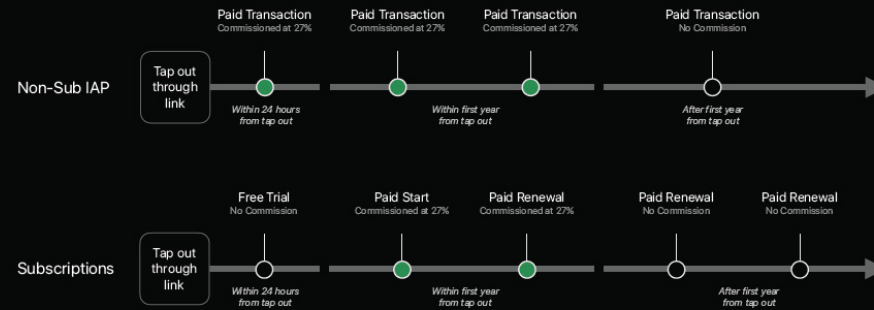 Paid Transaction
Commissioned at 27%
Paid Transaction
Commissioned at 27%
Paid Transaction
Commissioned at 27%
Paid Transaction
No Commission
Non-Sub IAP
Tap out
through
link
Within 24 hours
from tap out
Within first year
from tap out
After first year
from tap out
Free Trial
No Commission
Paid Start
Commissioned at 27%
Paid Renewal
Commissioned at 27%
Paid Renewal
No Commission
Paid Renewal
No Commission
Subscriptions
Tap out
through
link
Within 24 hours
from tap out
Within first year
from tap out
After first year
from tap out